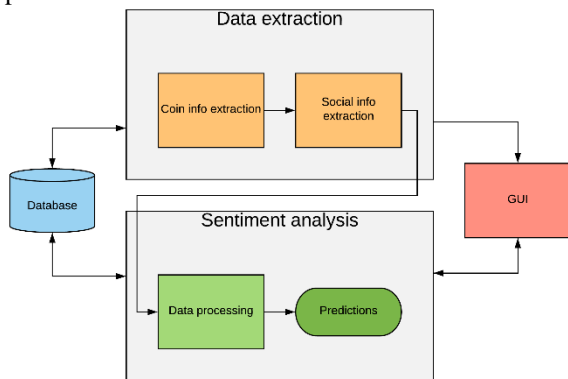 Data extraction
Coin info extraction
Social info
extraction
Database
GUI
Sentiment analysis
Data processing
Predictions